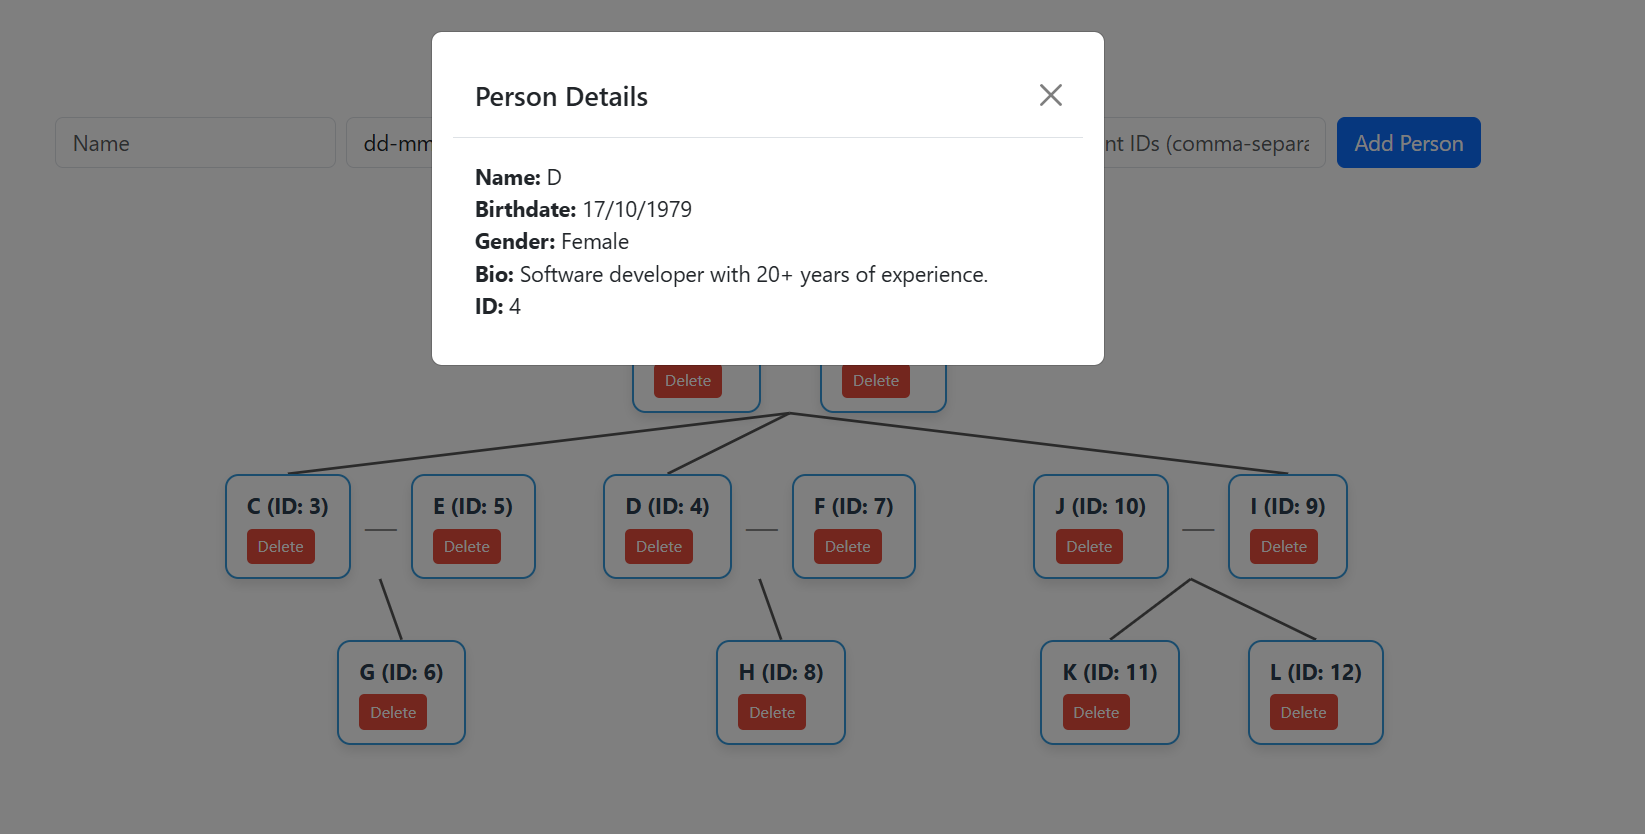 Person Details
Name
dd-mm
nt IDs (comma-separa
Add Person
Name: D
Birthdate: 17/10/1979
Gender: Female
Bio: Software developer with 20+ years of experience.
ID: 4
Delete Delete
C (ID: 3) E (ID: 5) D (ID: 4) F (ID: 7) J (ID: 10) I (ID: 9)
Delete Delete Delete Delete Delete Delete
G (ID: 6) H (ID: 8) K (ID: 11) L (ID: 12)
Delete Delete Delete Delete